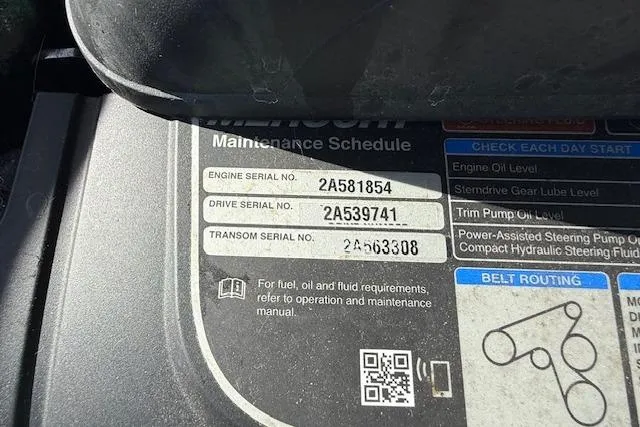 MERCURY
Maintenance Schedule
ENGINE SERIAL NO. 2A581854
DRIVE SERIAL NO. 2A539741
TRANSOM SERIAL NO. 2A563308
For fuel, oil and fluid requirements,
refer to operation and maintenance
manual.
CHECK EACH DAY START
Engine Oil Level
Sterndrive Gear Lube Level
Trim Pump Oil Level
Power-Assisted Steering Pump O
Compact Hydraulic Steering Fluid
BELT ROUTING